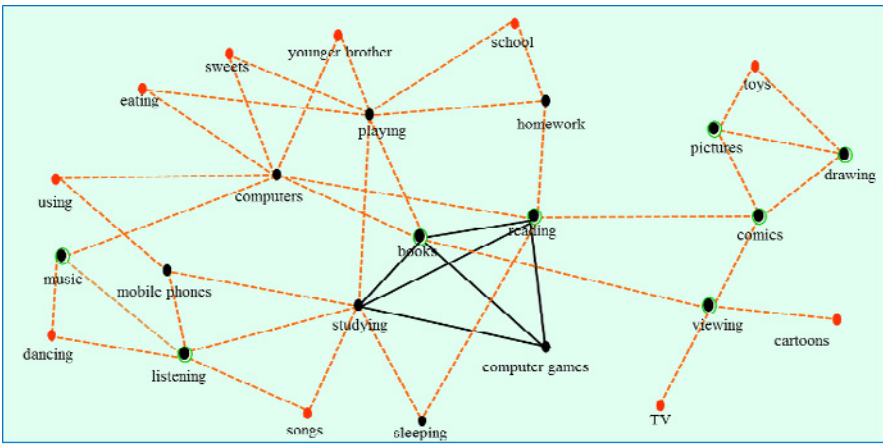 school
younger brother
sweets
toys
eating
homework
playing
pictures
drawing
computers
using
reading
comics
books
music
mobile phones
studying
viewing
cartoons
dancing
computer games
listening
TV
songs
sleeping